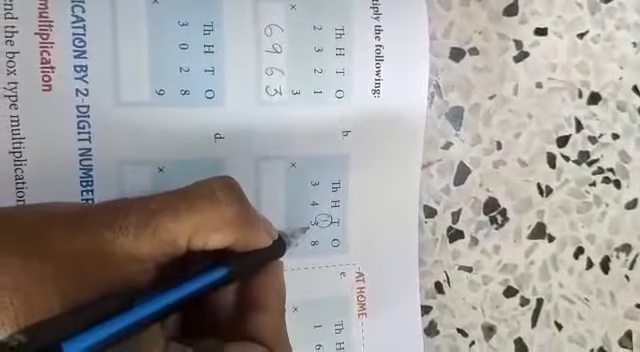 iply the following:
Th H T O
2 3 2 1
× 3
6 9 6 3
b.
Th H T O
1
3 4 3 8
×
AT HOME
e.
Th H
1 6
×
Th H T O
3 0 2 8
× 9
d.
×
ICATION BY 2-DIGIT NUMBER
multiplication
end the box type multiplication